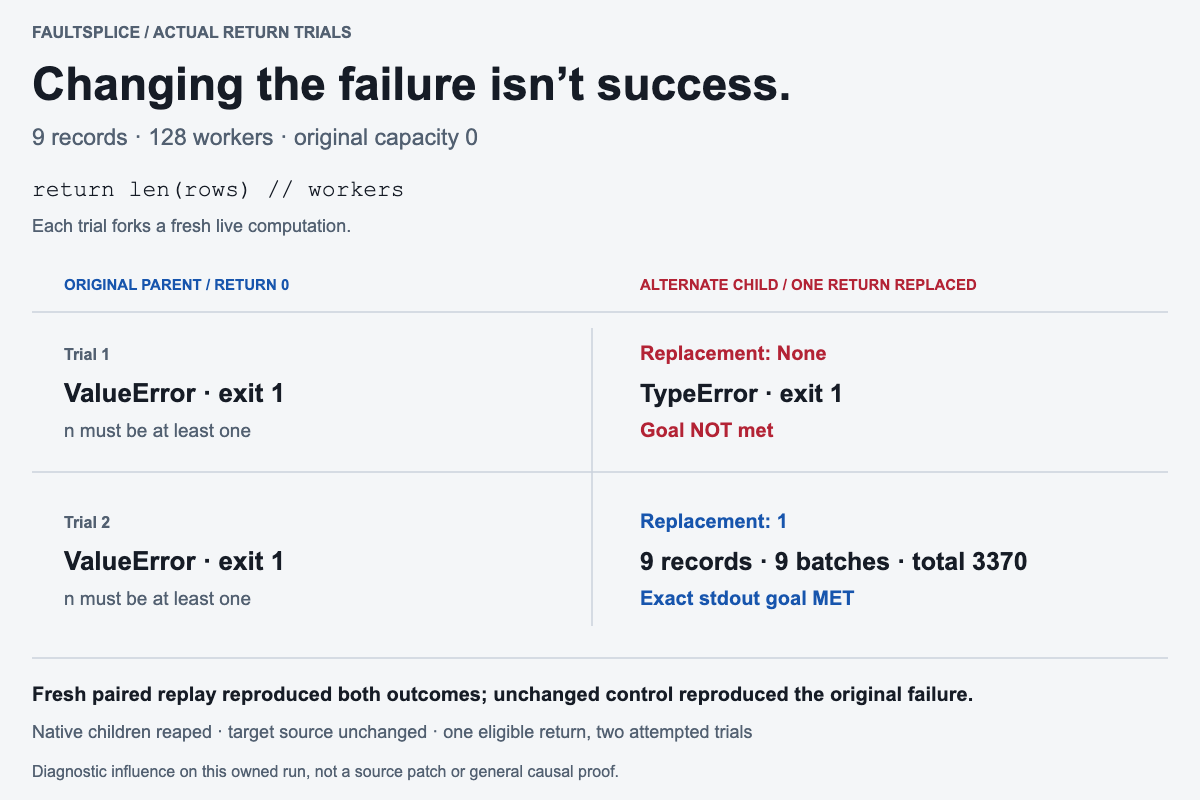 FAULTSPLICE / ACTUAL RETURN TRIALS
Changing the failure isn’t success.
9 records · 128 workers · original capacity 0
return len(rows) // workers
Each trial forks a fresh live computation.
ORIGINAL PARENT / RETURN 0
ALTERNATE CHILD / ONE RETURN REPLACED
Trial 1
ValueError · exit 1
n must be at least one
Replacement: None
TypeError · exit 1
Goal NOT met
Trial 2
ValueError · exit 1
n must be at least one
Replacement: 1
9 records · 9 batches · total 3370
Exact stdout goal MET
Fresh paired replay reproduced both outcomes; unchanged control reproduced the original failure.
Native children reaped · target source unchanged · one eligible return, two attempted trials
Diagnostic influence on this owned run, not a source patch or general causal proof.